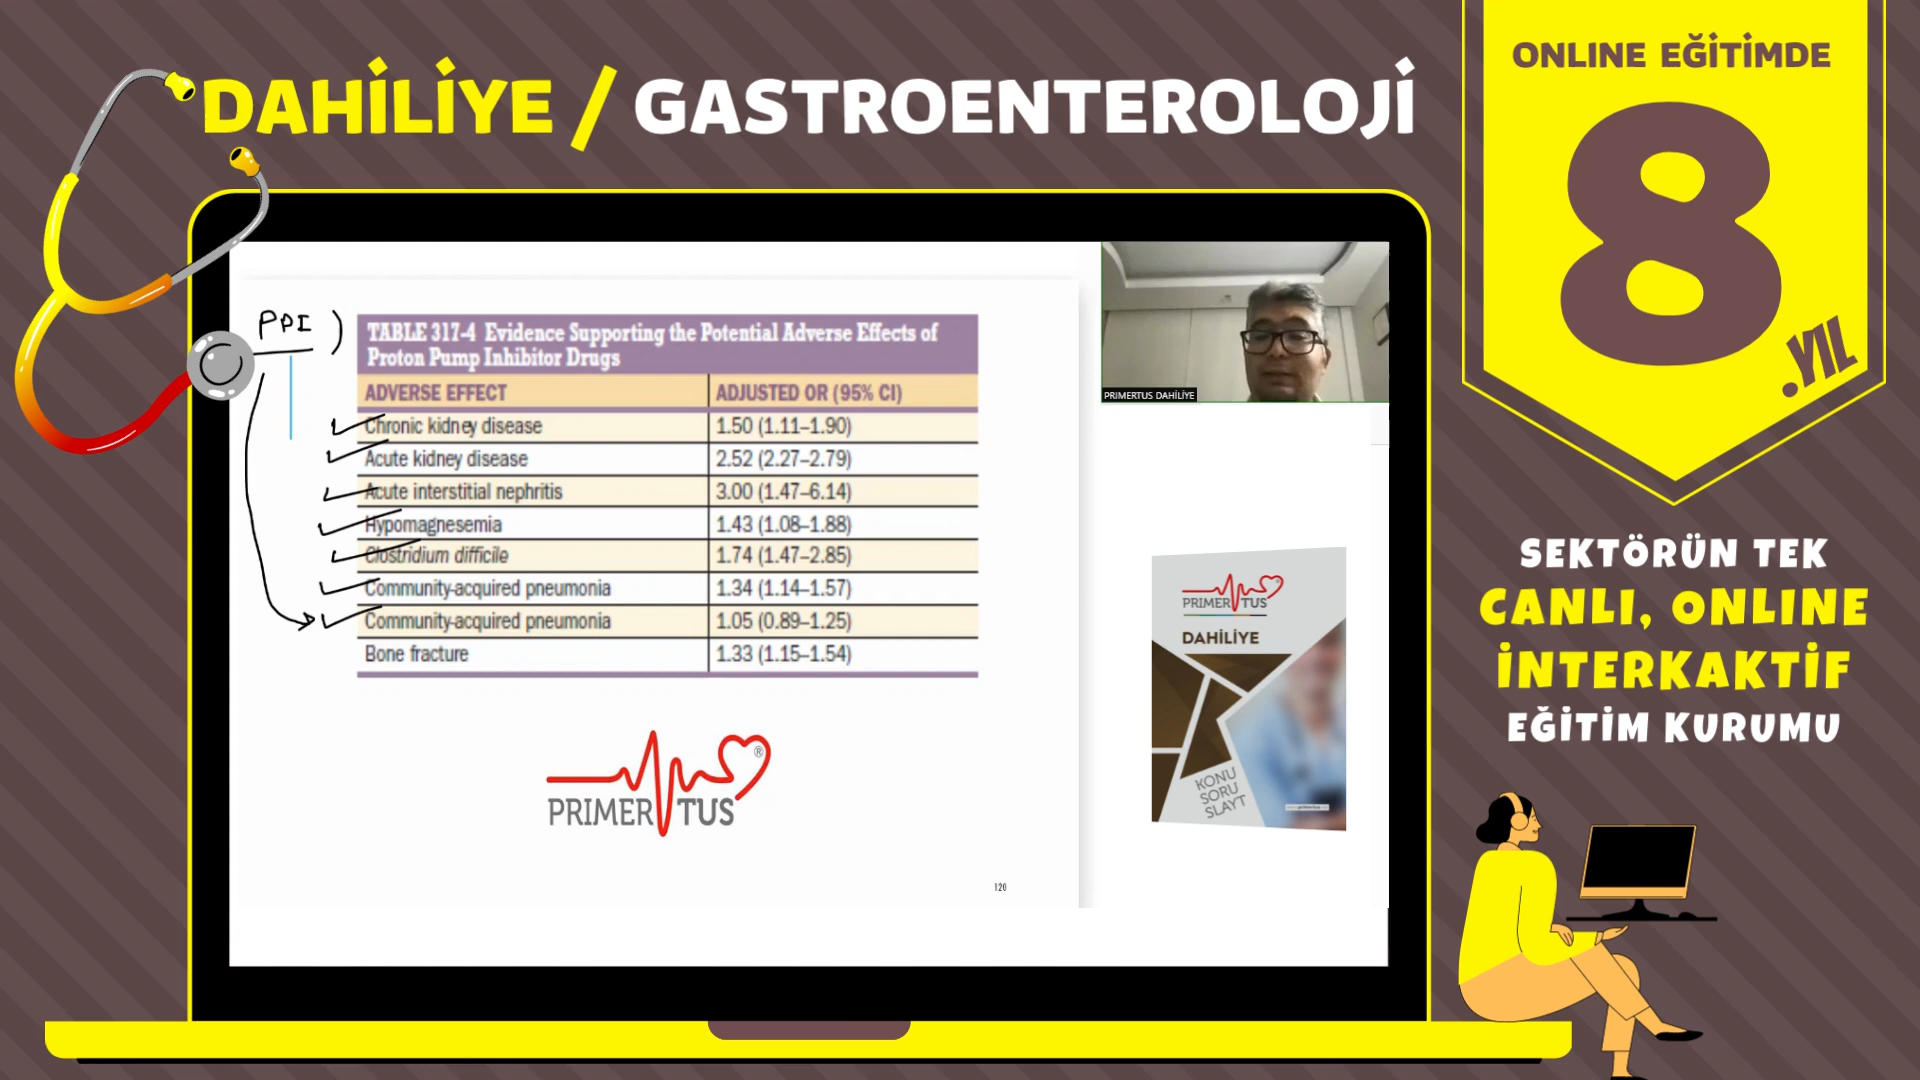 DAHİLİYE / GASTROENTEROLOJİ
ONLINE EĞİTİMDE
8
.YIL
SEKTÖRÜN TEK
CANLI, ONLINE
İNTERKAKTİF
EĞİTİM KURUMU
PPI )
TABLE 317-4 Evidence Supporting the Potential Adverse Effects of
Proton Pump Inhibitor Drugs
ADVERSE EFFECT ADJUSTED OR (95% CI)
Chronic kidney disease 1.50 (1.11–1.90)
Acute kidney disease 2.52 (2.27–2.79)
Acute interstitial nephritis 3.00 (1.47–6.14)
Hypomagnesemia 1.43 (1.08–1.88)
Clostridium difficile 1.74 (1.47–2.85)
Community-acquired pneumonia 1.34 (1.14–1.57)
Community-acquired pneumonia 1.05 (0.89–1.25)
Bone fracture 1.33 (1.15–1.54)
PRIMER TUS ®
120
PRIMERTUS DAHİLİYE
PRIMER TUS
DAHİLİYE
KONU
SORU
SLAYT